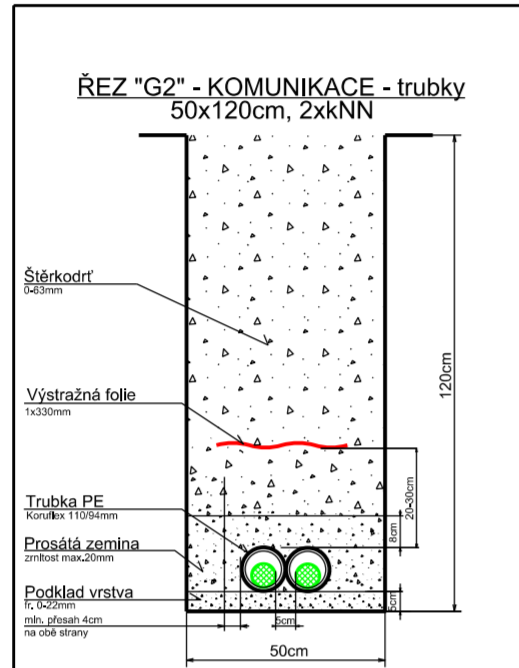 ŘEZ "G2" - KOMUNIKACE - trubky
50x120cm, 2xkNN
Štěrkodrť
0-63mm
120cm
Výstražná folie
1x330mm
20-30cm
Trubka PE
Koruflex 110/94mm
8cm
Prosátá zemina
zrnitost max.20mm
Podklad vrstva
fr. 0-22mm
5cm
min. přesah 4cm
na obě strany
5cm
50cm